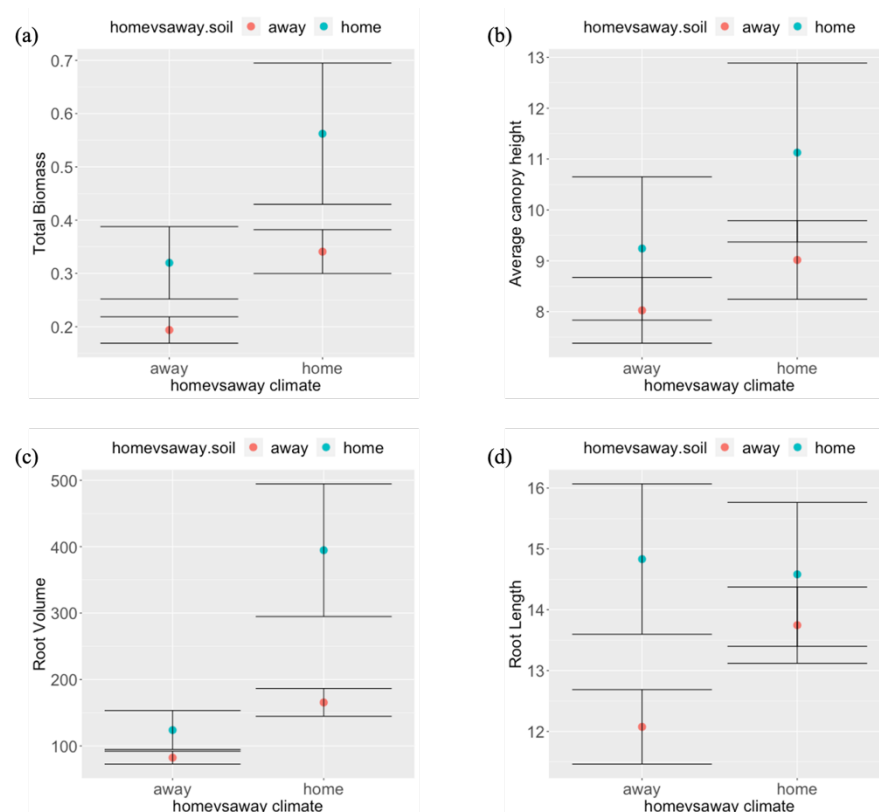 (a)
homevsaway.soil away home
Total Biomass
0.7
0.6
0.5
0.4
0.3
0.2
away home
homevsaway climate
(b)
homevsaway.soil away home
Average canopy height
13
12
11
10
9
8
away home
homevsaway climate
(c)
homevsaway.soil away home
Root Volume
500
400
300
200
100
away home
homevsaway climate
(d)
homevsaway.soil away home
Root Length
16
15
14
13
12
away home
homevsaway climate